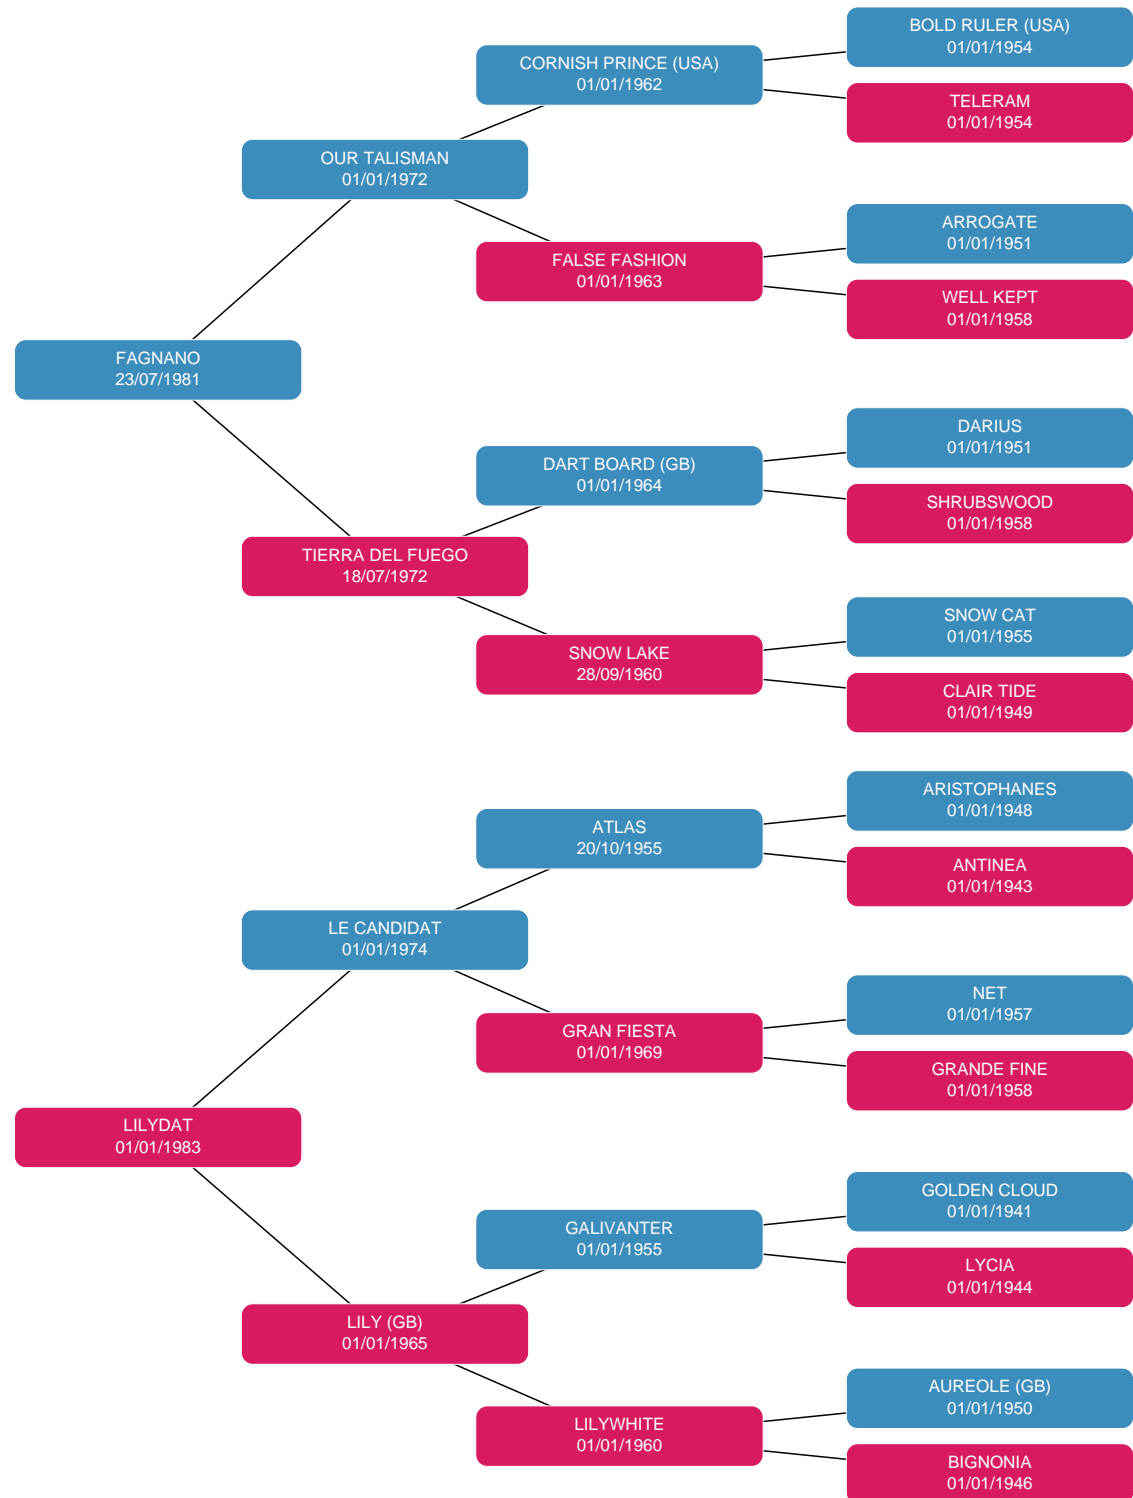 BOLD RULER (USA)
01/01/1954
CORNISH PRINCE (USA)
01/01/1962
TELERAM
01/01/1954
OUR TALISMAN
01/01/1972
ARROGATE
01/01/1951
FALSE FASHION
01/01/1963
WELL KEPT
01/01/1958
FAGNANO
23/07/1981
DARIUS
01/01/1951
DART BOARD (GB)
01/01/1964
SHRUBSWOOD
01/01/1958
TIERRA DEL FUEGO
18/07/1972
SNOW CAT
01/01/1955
SNOW LAKE
28/09/1960
CLAIR TIDE
01/01/1949
ARISTOPHANES
01/01/1948
ATLAS
20/10/1955
ANTINEA
01/01/1943
LE CANDIDAT
01/01/1974
NET
01/01/1957
GRAN FIESTA
01/01/1969
GRANDE FINE
01/01/1958
LILYDAT
01/01/1983
GOLDEN CLOUD
01/01/1941
GALIVANTER
01/01/1955
LYCIA
01/01/1944
LILY (GB)
01/01/1965
AUREOLE (GB)
01/01/1950
LILYWHITE
01/01/1960
BIGNONIA
01/01/1946